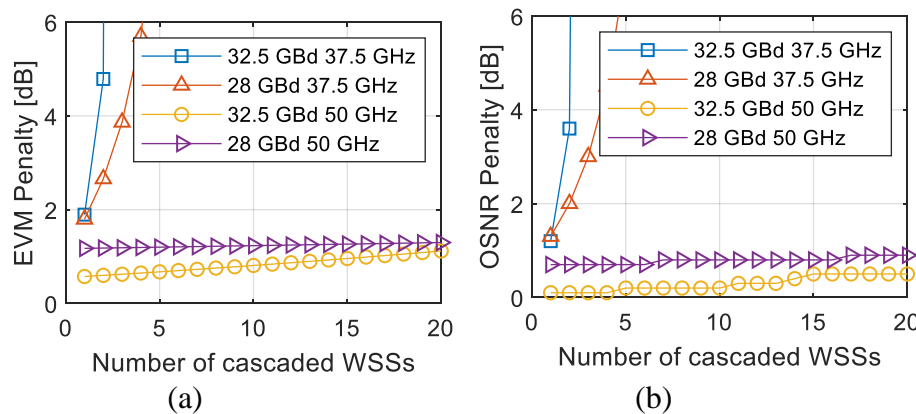 6
4
2
0
EVM Penalty [dB]
32.5 GBd 37.5 GHz
28 GBd 37.5 GHz
32.5 GBd 50 GHz
28 GBd 50 GHz
0 5 10 15 20
Number of cascaded WSSs
(a)
6
4
2
0
OSNR Penalty [dB]
32.5 GBd 37.5 GHz
28 GBd 37.5 GHz
32.5 GBd 50 GHz
28 GBd 50 GHz
0 5 10 15 20
Number of cascaded WSSs
(b)